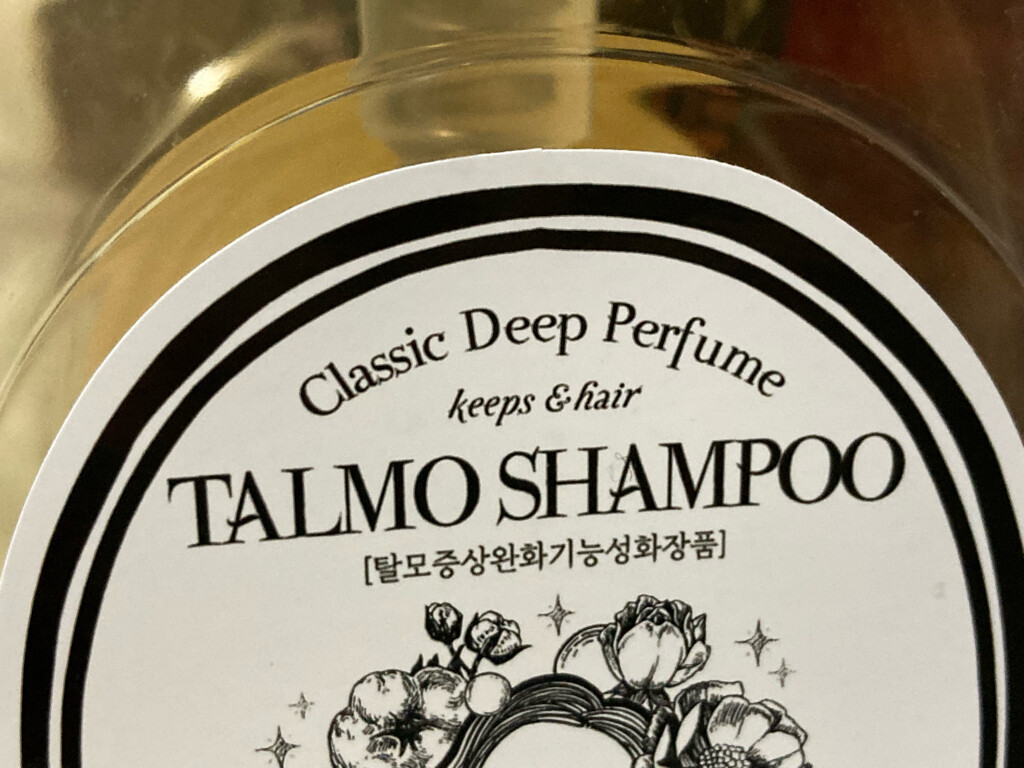 Classic Deep Perfume
keeps & hair
TALMO SHAMPOO
[탈모증상완화기능성화장품]